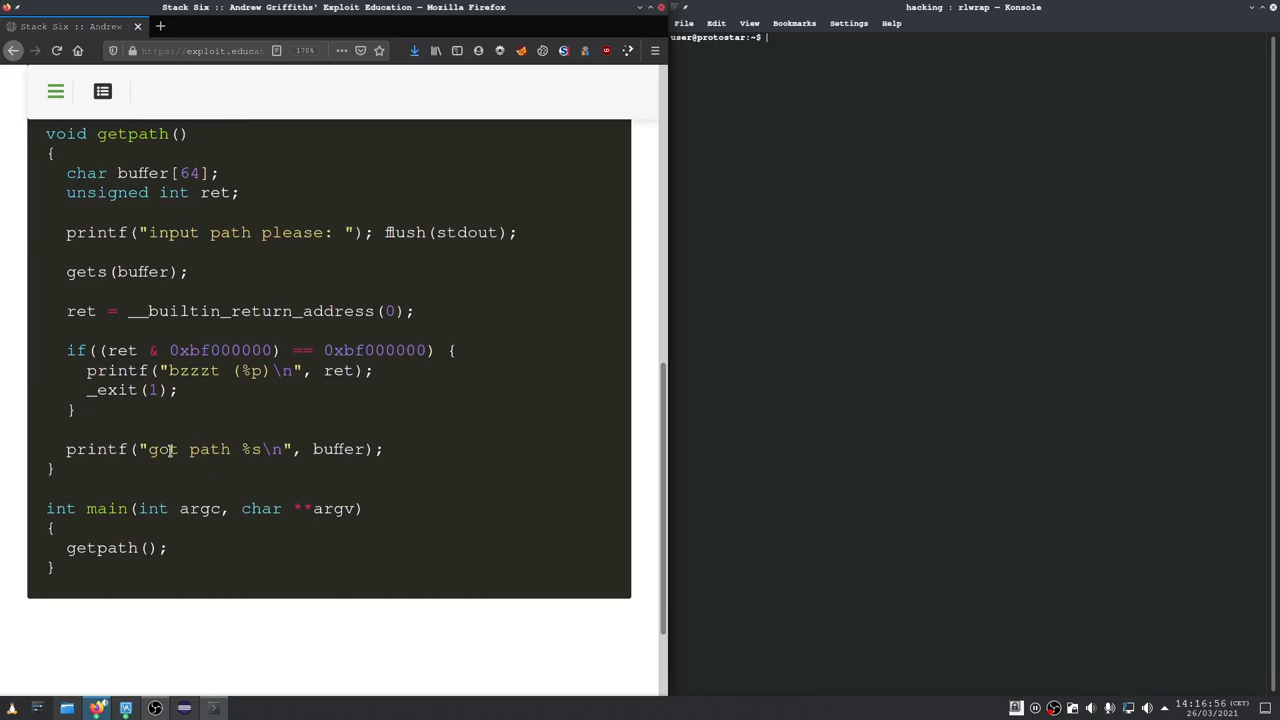 Stack Six :: Andrew Griffiths' Exploit Education - Mozilla Firefox
hacking : rlwrap — Konsole
Stack Six :: Andrew
File Edit View Bookmarks Settings Help
https://exploit.educa
170%
user@protostar:~$
void getpath()
{
char buffer[64];
unsigned int ret;
printf("input path please: "); fflush(stdout);
gets(buffer);
ret = __builtin_return_address(0);
if((ret & 0xbf000000) == 0xbf000000) {
printf("bzzzt (%p)\n", ret);
_exit(1);
}
printf("got path %s\n", buffer);
}
int main(int argc, char **argv)
{
getpath();
}
14:16:56 (CET)
26/03/2021